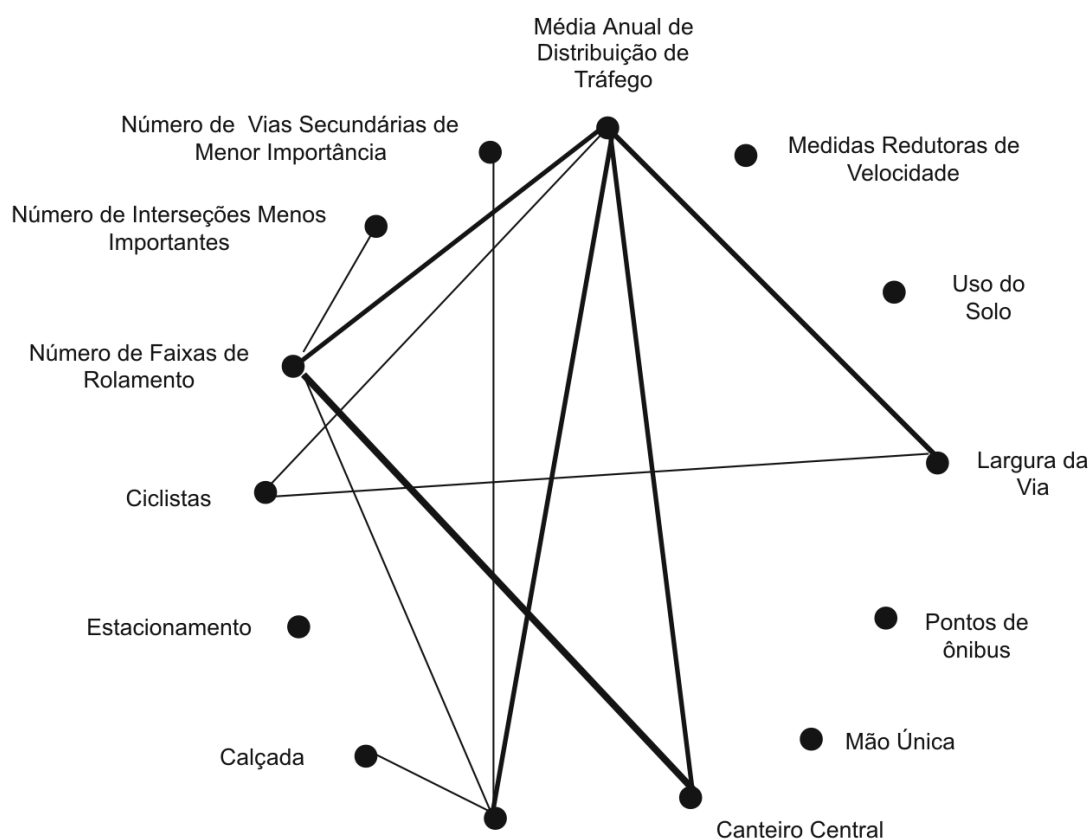 Média Anual de
Distribuição de
Tráfego
Número de Vias Secundárias de
Menor Importância
Medidas Redutoras de
Velocidade
Número de Interseções Menos
Importantes
Uso do
Solo
Número de Faixas de
Rolamento
Largura da
Via
Ciclistas
Estacionamento
Pontos de
ônibus
Calçada
Mão Única
Canteiro Central